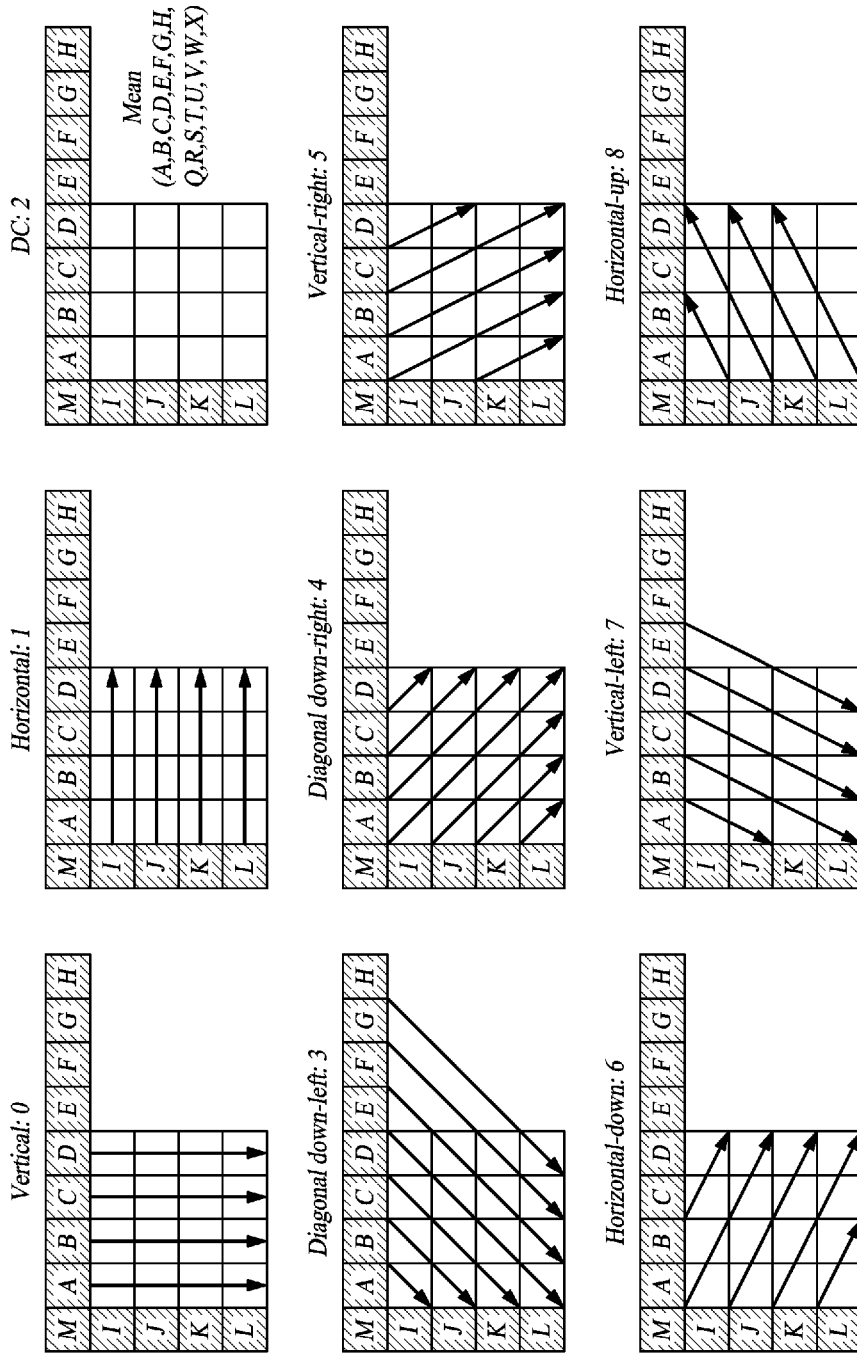 Vertical: 0
M A B C D E F G H
I
J
K
L
Horizontal: 1
M A B C D E F G H
I
J
K
L
DC: 2
M A B C D E F G H
I
J
K
L
Mean
(A,B,C,D,E,F,G,H,
Q,R,S,T,U,V,W,X)
Diagonal down-left: 3
M A B C D E F G H
I
J
K
L
Diagonal down-right: 4
M A B C D E F G H
I
J
K
L
Vertical-right: 5
M A B C D E F G H
I
J
K
L
Horizontal-down: 6
M A B C D E F G H
I
J
K
L
Vertical-left: 7
M A B C D E F G H
I
J
K
L
Horizontal-up: 8
M A B C D E F G H
I
J
K
L